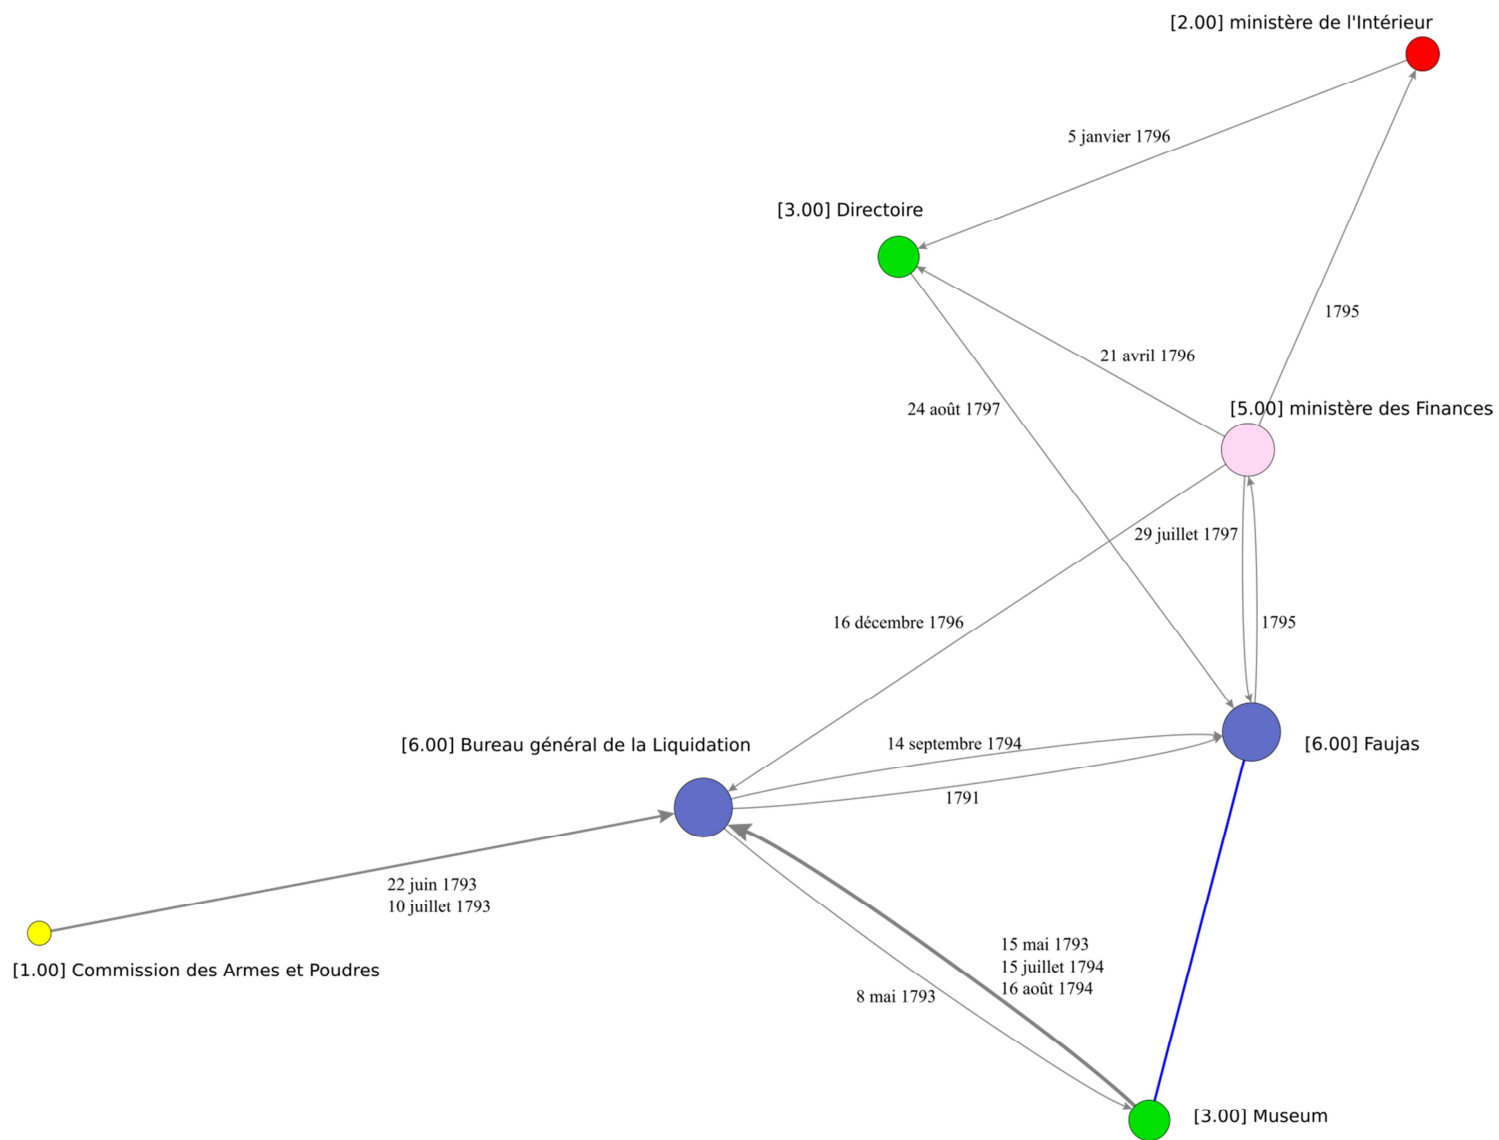 [2.00] ministère de l'Intérieur
5 janvier 1796
[3.00] Directoire
1795
21 avril 1796
24 août 1797
[5.00] ministère des Finances
29 juillet 1797
16 décembre 1796
1795
[6.00] Bureau général de la Liquidation
14 septembre 1794
[6.00] Faujas
1791
22 juin 1793
10 juillet 1793
15 mai 1793
15 juillet 1794
16 août 1794
[1.00] Commission des Armes et Poudres
8 mai 1793
[3.00] Museum